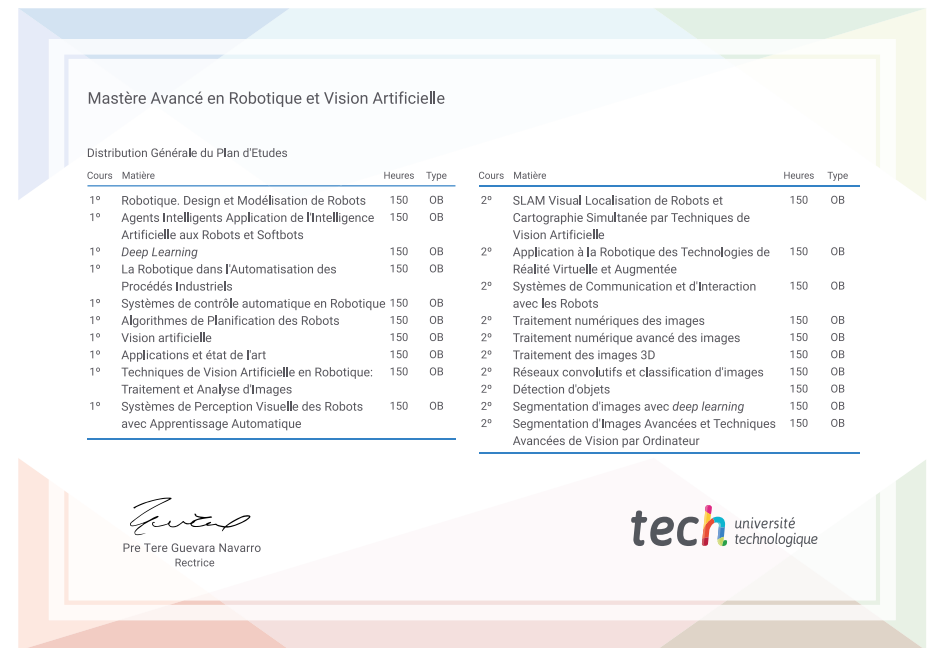 Mastère Avancé en Robotique et Vision Artificielle
Distribution Générale du Plan d'Etudes
Cours Matière Heures Type
1º Robotique. Design et Modélisation de Robots 150 OB
1º Agents Intelligents Application de l'Intelligence 150 OB
Artificielle aux Robots et Softbots
1º Deep Learning 150 OB
1º La Robotique dans l'Automatisation des 150 OB
Procédés Industriels
1º Systèmes de contrôle automatique en Robotique 150 OB
1º Algorithmes de Planification des Robots 150 OB
1º Vision artificielle 150 OB
1º Applications et état de l'art 150 OB
1º Techniques de Vision Artificielle en Robotique: 150 OB
Traitement et Analyse d'Images
1º Systèmes de Perception Visuelle des Robots 150 OB
avec Apprentissage Automatique
Cours Matière Heures Type
2º SLAM Visual Localisation de Robots et 150 OB
Cartographie Simultanée par Techniques de
Vision Artificielle
2º Application à la Robotique des Technologies de 150 OB
Réalité Virtuelle et Augmentée
2º Systèmes de Communication et d'Interaction 150 OB
avec les Robots
2º Traitement numériques des images 150 OB
2º Traitement numérique avancé des images 150 OB
2º Traitement des images 3D 150 OB
2º Réseaux convolutifs et classification d'images 150 OB
2º Détection d'objets 150 OB
2º Segmentation d'images avec deep learning 150 OB
2º Segmentation d'Images Avancées et Techniques 150 OB
Avancées de Vision par Ordinateur
Pre Tere Guevara Navarro
Rectrice
tech université
technologique